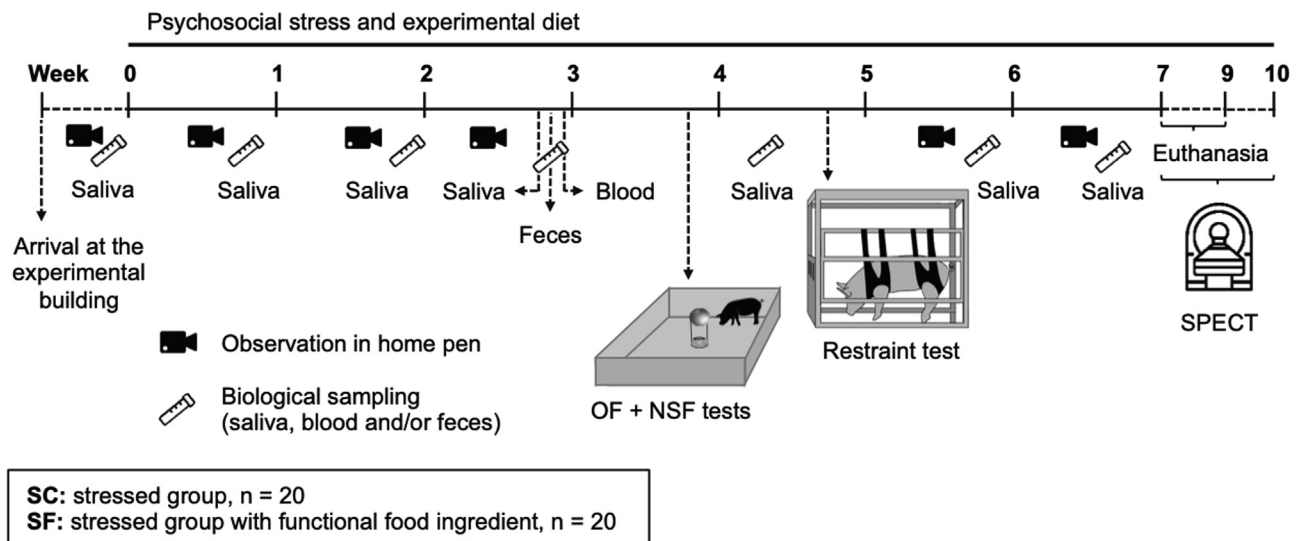 Psychosocial stress and experimental diet
Week 0 1 2 3 4 5 6 7 9 10
Saliva Saliva Saliva Saliva Blood Saliva Saliva Saliva
Euthanasia
Feces
Arrival at the
experimental
building
SPECT
Observation in home pen
Restraint test
Biological sampling
(saliva, blood and/or feces)
OF + NSF tests
SC: stressed group, n = 20
SF: stressed group with functional food ingredient, n = 20